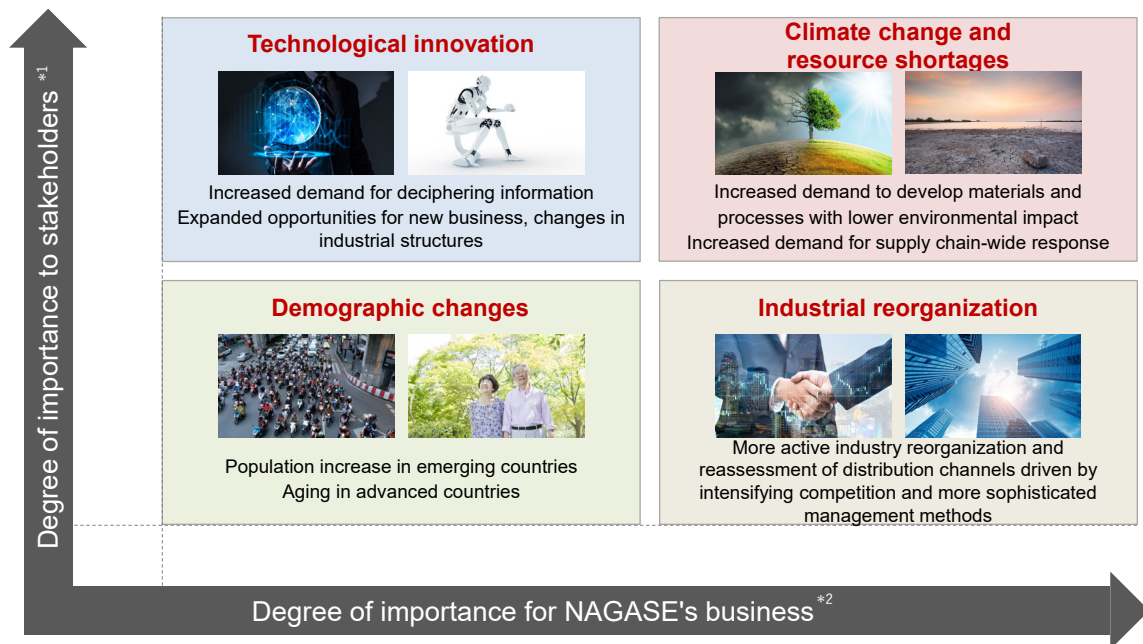 Degree of importance to stakeholders *1
Technological innovation
Increased demand for deciphering information
Expanded opportunities for new business, changes in
industrial structures
Climate change and
resource shortages
Increased demand to develop materials and
processes with lower environmental impact
Increased demand for supply chain-wide response
Demographic changes
Population increase in emerging countries
Aging in advanced countries
Industrial reorganization
More active industry reorganization and
reassessment of distribution channels driven by
intensifying competition and more sophisticated
management methods
Degree of importance for NAGASE's business*2